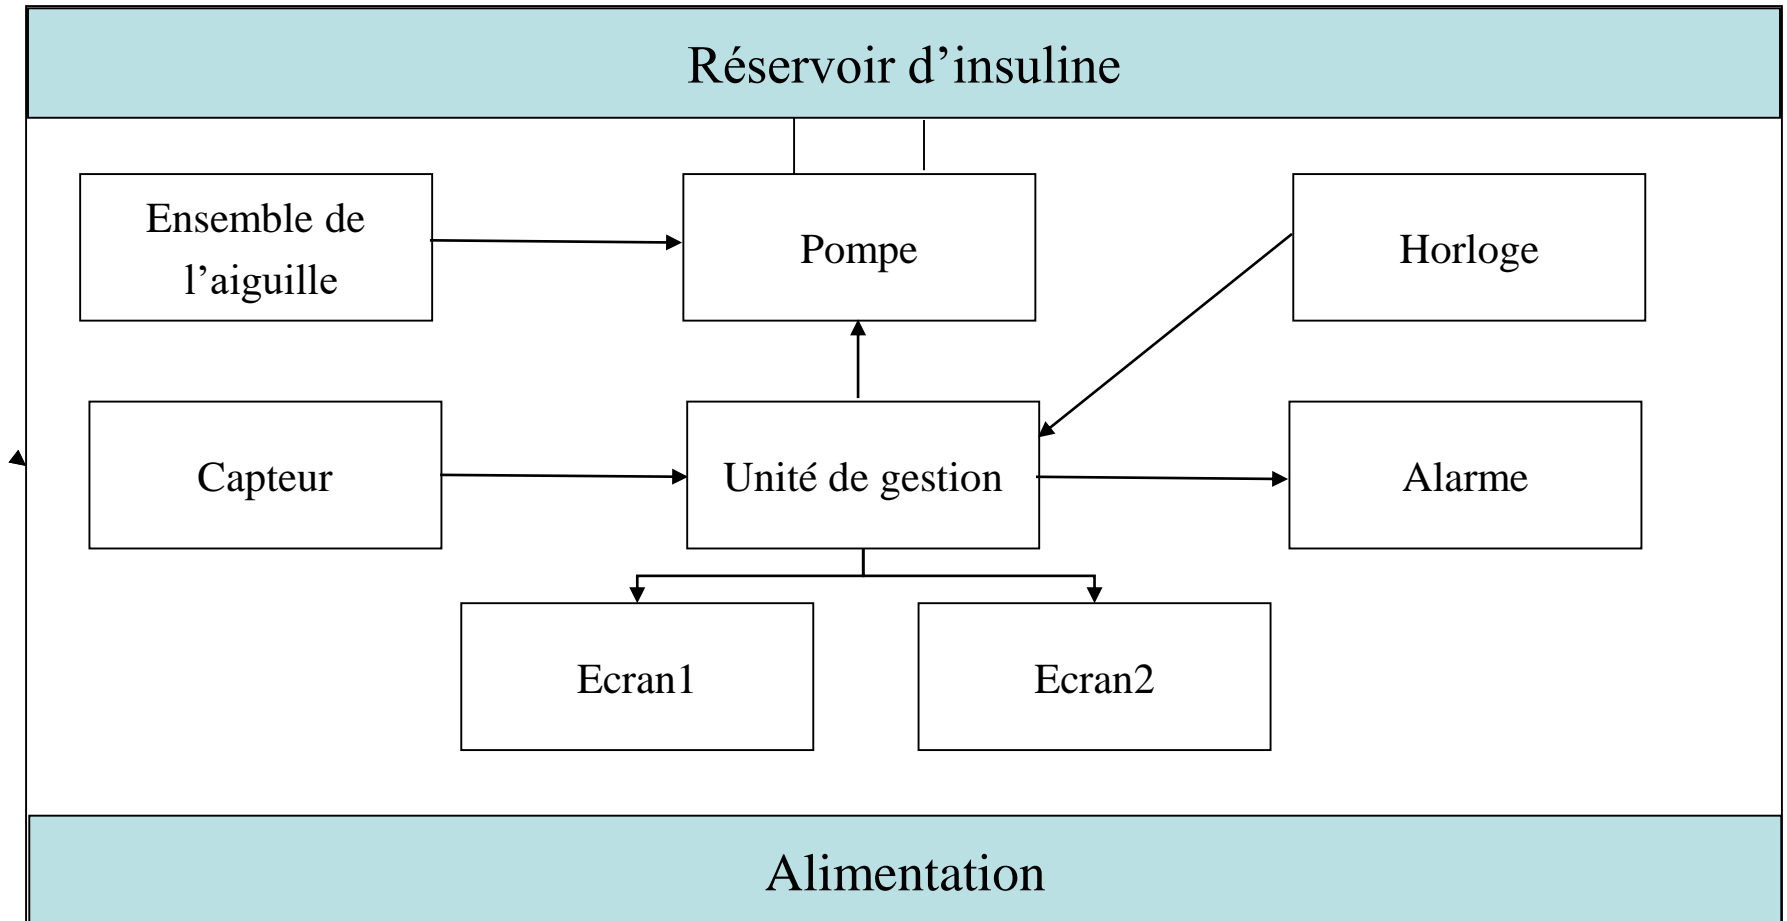 Réservoir d’insuline
Ensemble de
l’aiguille
Pompe
Horloge
Capteur
Unité de gestion
Alarme
Ecran1
Ecran2
Alimentation